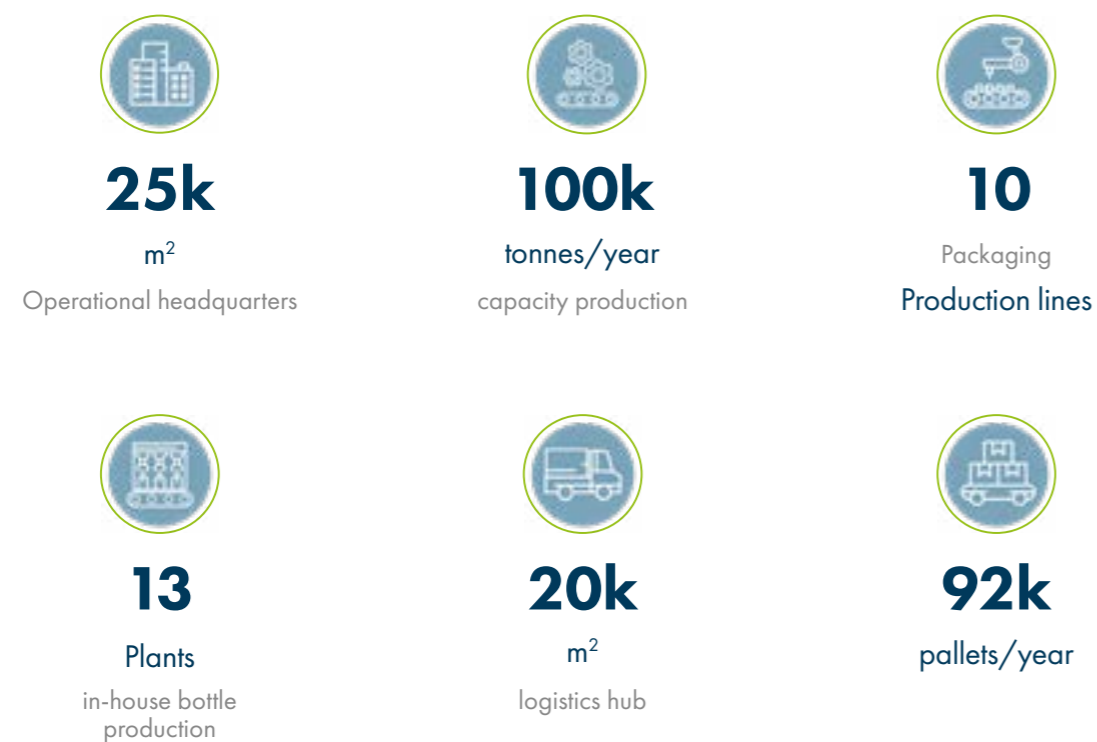 25k
m²
Operational headquarters
100k
tonnes/year
capacity production
10
Packaging
Production lines
13
Plants
in-house bottle
production
20k
m²
logistics hub
92k
pallets/year